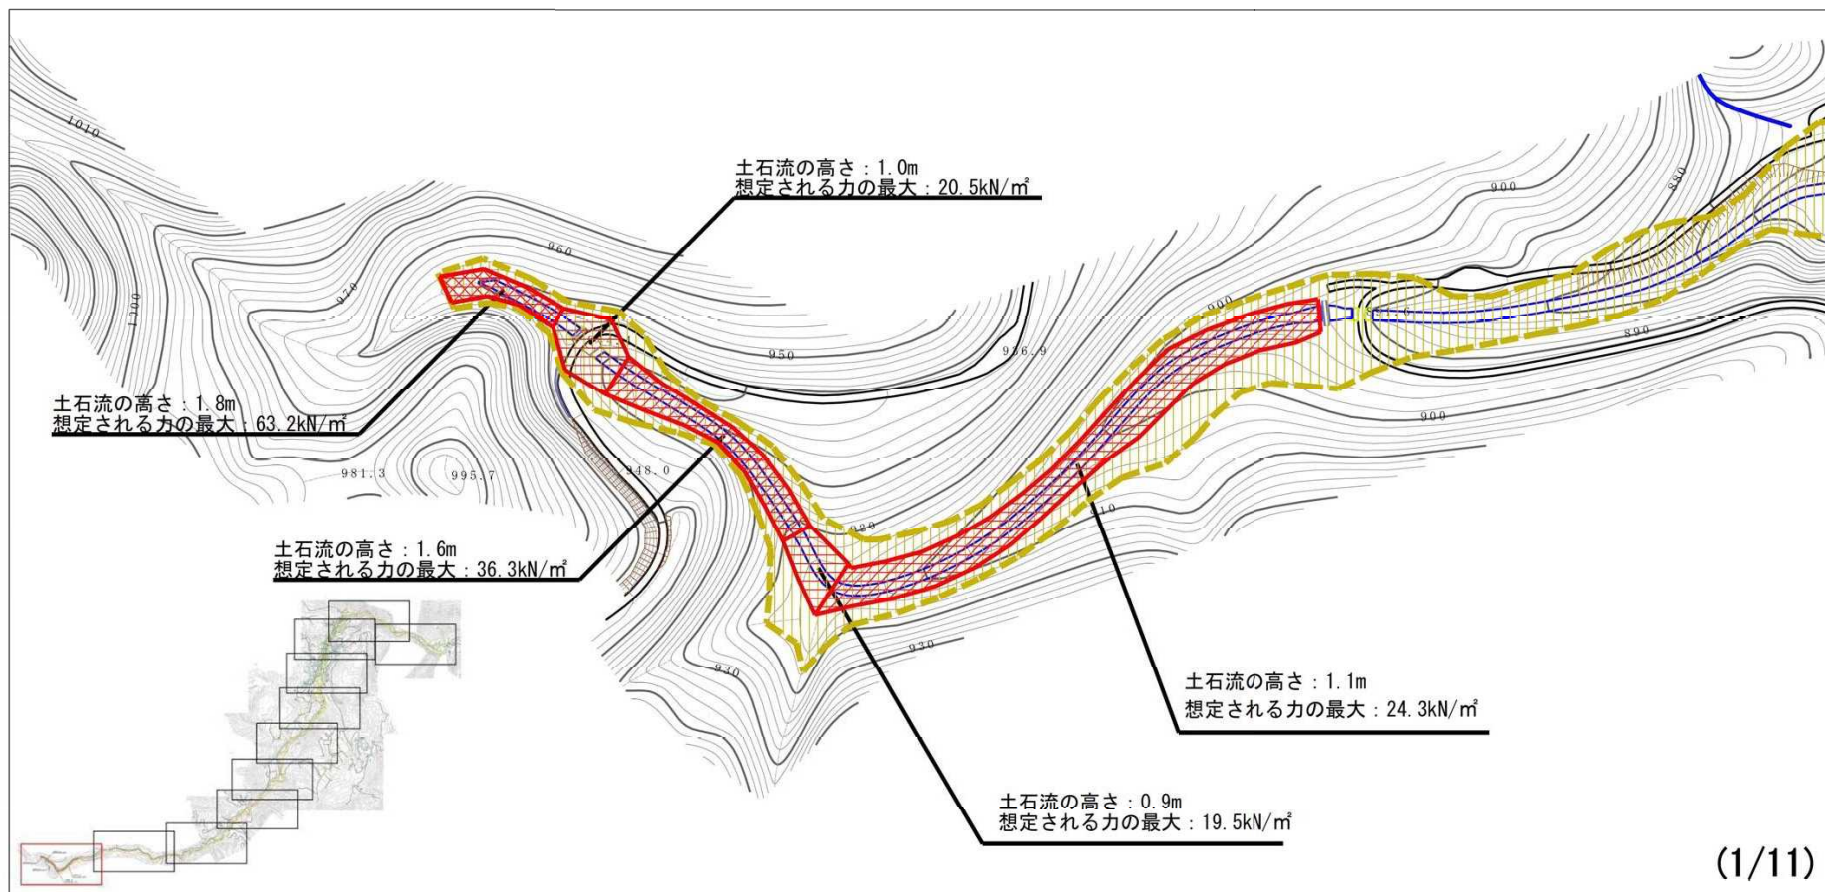 1010
土石流の高さ：1.0m
想定される力の最大：20.5kN/㎡
900
880
960
970
900
890
950
936.9
土石流の高さ：1.8m
想定される力の最大：63.2kN/㎡
900
981.3
995.7
948.0
910
920
土石流の高さ：1.6m
想定される力の最大：36.3kN/㎡
930
930
土石流の高さ：1.1m
想定される力の最大：24.3kN/㎡
土石流の高さ：0.9m
想定される力の最大：19.5kN/㎡
(1/11)